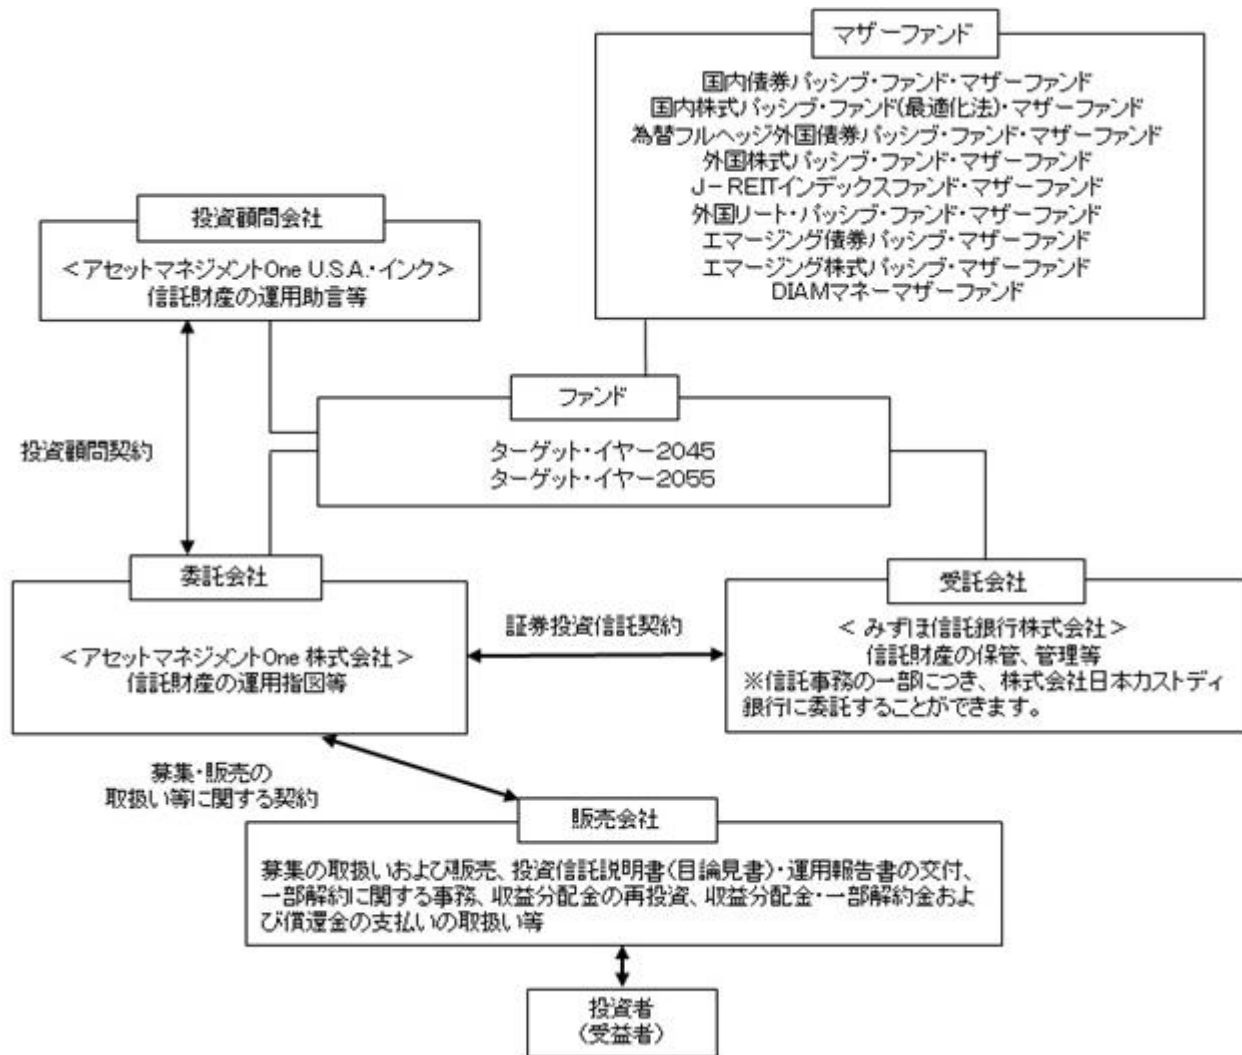 マザーファンド
国内債券パッシブ・ファンド・マザーファンド
国内株式パッシブ・ファンド(最適化法)・マザーファンド
為替フルヘッジ外国債券パッシブ・ファンド・マザーファンド
外国株式パッシブ・ファンド・マザーファンド
J－REITインデックスファンド・マザーファンド
外国リート・パッシブ・ファンド・マザーファンド
エマージング債券パッシブ・マザーファンド
エマージング株式パッシブ・マザーファンド
DIAMマネーマザーファンド
投資顧問会社
＜アセットマネジメントOne U.S.A.・インク＞
信託財産の運用助言等
ファンド
ターゲット・イヤー2045
ターゲット・イヤー2055
投資顧問契約
委託会社
＜アセットマネジメントOne 株式会社＞
信託財産の運用指図等
証券投資信託契約
受託会社
＜ みずほ信託銀行株式会社＞
信託財産の保管、管理等
※信託事務の一部につき、株式会社日本カストディ
銀行に委託することができます。
募集・販売の
取扱い等に関する契約
販売会社
募集の取扱いおよび販売、投資信託説明書(目論見書)・運用報告書の交付、
一部解約に関する事務、収益分配金の再投資、収益分配金・一部解約金およ
び償還金の支払いの取扱い等
投資者
（受益者）